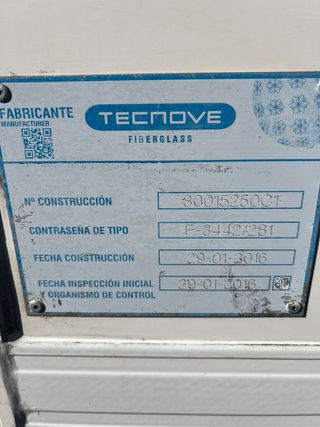 FABRICANTE
MANUFACTURER
TECNOVE
FIBERGLASS
Nº CONSTRUCCIÓN 80015250C1
CONTRASEÑA DE TIPO F-3442/281
FECHA CONSTRUCCIÓN 29-01-2016
FECHA INSPECCIÓN INICIAL
Y ORGANISMO DE CONTROL 29-01-2016